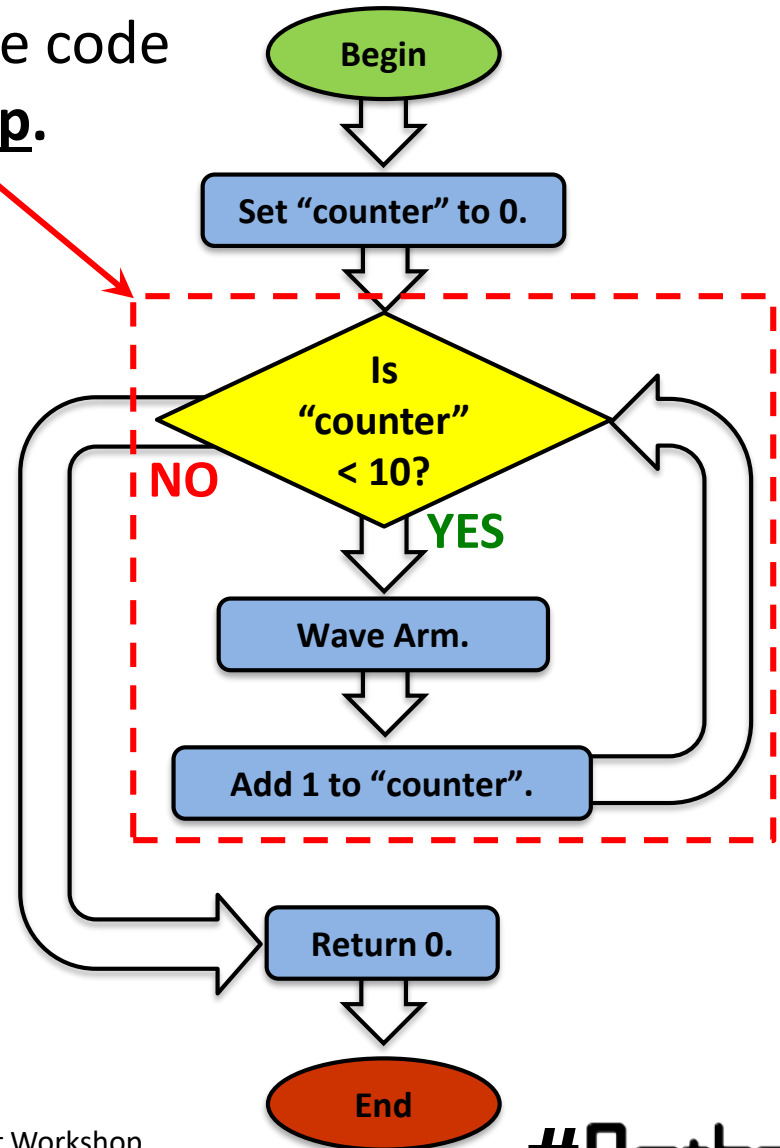 e code
p.
Begin
Set “counter” to 0.
Is
“counter”
< 10?
NO
YES
Wave Arm.
Add 1 to “counter”.
Return 0.
End
Workshop